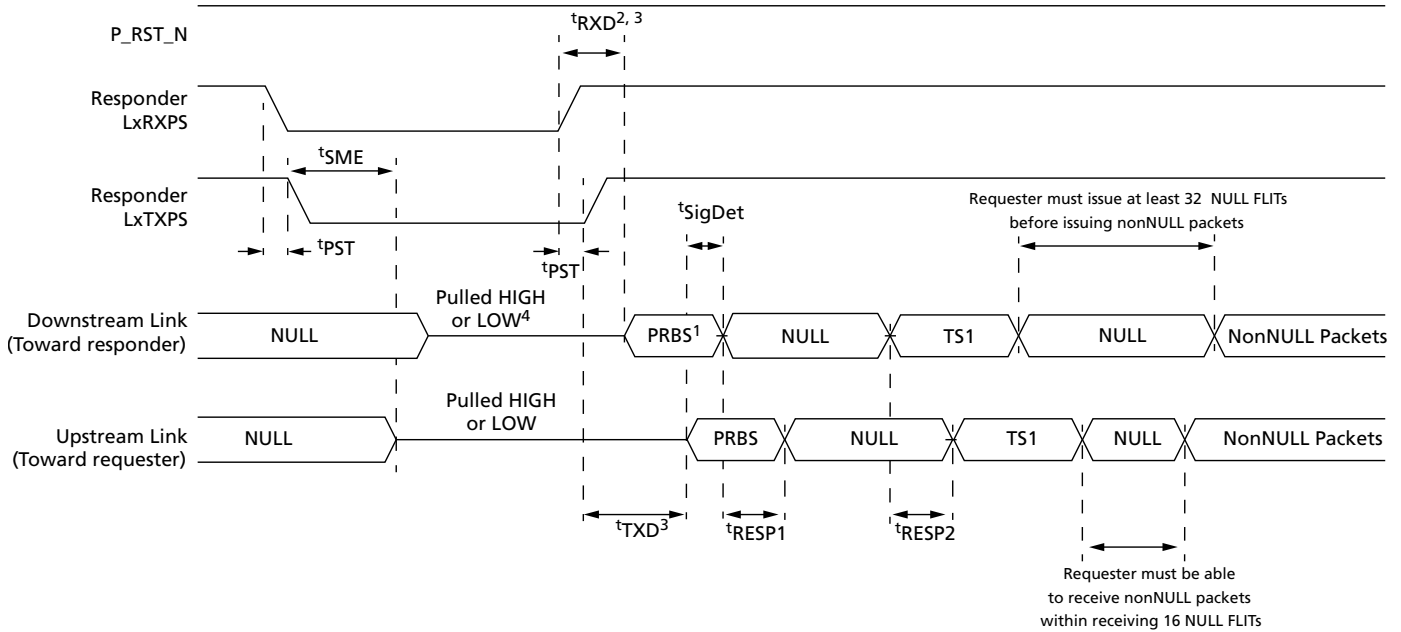 P_RST_N
tRXD2, 3
Responder
LxRXPS
tSME
Responder
LxTXPS
tPST
tPST
tSigDet
Requester must issue at least 32 NULL FLITs
before issuing nonNULL packets
Downstream Link
(Toward responder)
NULL
Pulled HIGH
or LOW4
PRBS1
NULL
TS1
NULL
NonNULL Packets
Upstream Link
(Toward requester)
NULL
Pulled HIGH
or LOW
PRBS
NULL
TS1
NULL
NonNULL Packets
tTXD3
tRESP1
tRESP2
Requester must be able
to receive nonNULL packets
within receiving 16 NULL FLITs